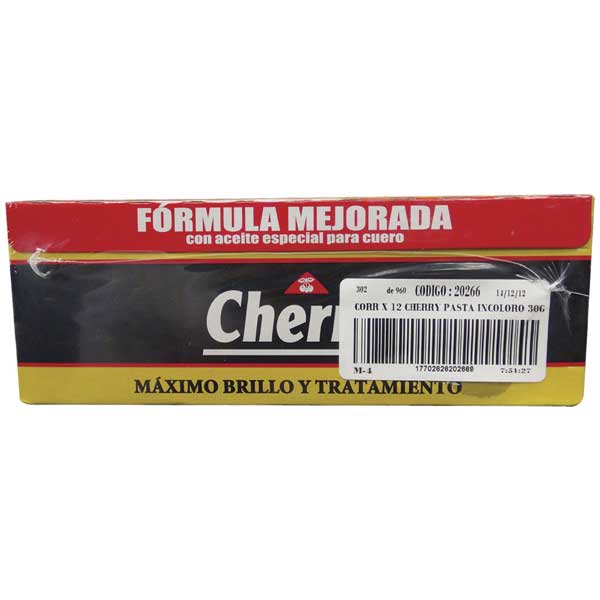 FÓRMULA MEJORADA
con aceite especial para cuero
302 de 960 CODIGO: 20266 14/12/12
CORR X 12 CHERRY PASTA INCOLORO 30G
Cher
M-4 17702626202669 7:51:27
MÁXIMO BRILLO Y TRATAMIENTO